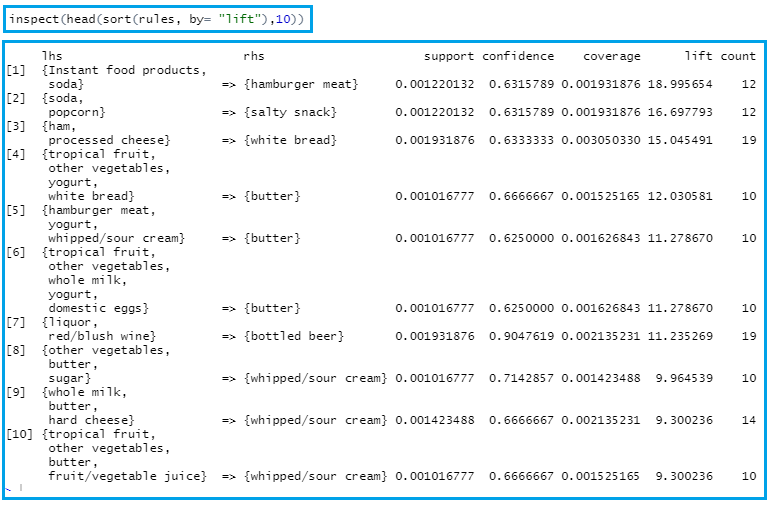 inspect(head(sort(rules, by= "lift"),10))
lhs rhs support confidence coverage lift count
[1] {Instant food products,
soda} => {hamburger meat} 0.001220132 0.6315789 0.001931876 18.995654 12
[2] {soda,
popcorn} => {salty snack} 0.001220132 0.6315789 0.001931876 16.697793 12
[3] {ham,
processed cheese} => {white bread} 0.001931876 0.6333333 0.003050330 15.045491 19
[4] {tropical fruit,
other vegetables,
yogurt,
white bread} => {butter} 0.001016777 0.6666667 0.001525165 12.030581 10
[5] {hamburger meat,
yogurt,
whipped/sour cream} => {butter} 0.001016777 0.6250000 0.001626843 11.278670 10
[6] {tropical fruit,
other vegetables,
whole milk,
yogurt,
domestic eggs} => {butter} 0.001016777 0.6250000 0.001626843 11.278670 10
[7] {liquor,
red/blush wine} => {bottled beer} 0.001931876 0.9047619 0.002135231 11.235269 19
[8] {other vegetables,
butter,
sugar} => {whipped/sour cream} 0.001016777 0.7142857 0.001423488 9.964539 10
[9] {whole milk,
butter,
hard cheese} => {whipped/sour cream} 0.001423488 0.6666667 0.002135231 9.300236 14
[10] {tropical fruit,
other vegetables,
butter,
fruit/vegetable juice} => {whipped/sour cream} 0.001016777 0.6666667 0.001525165 9.300236 10